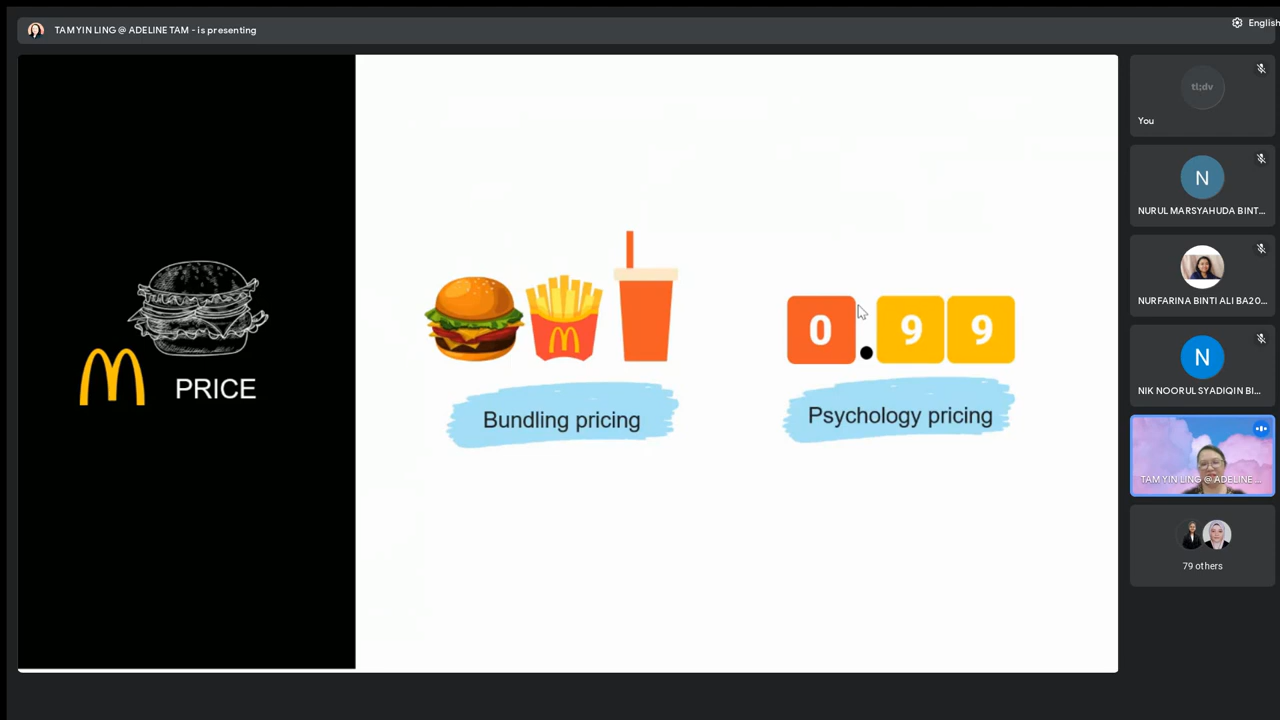 TAM YIN LING @ ADELINE TAM - is presenting
English
PRICE
0.99
Bundling pricing
Psychology pricing
tl;dv
You
N
NURUL MARSYAHUDA BINT...
NURFARINA BINTI ALI BA20...
N
NIK NOORUL SYADIQIN BI...
TAM YIN LING @ ADELINE ...
79 others